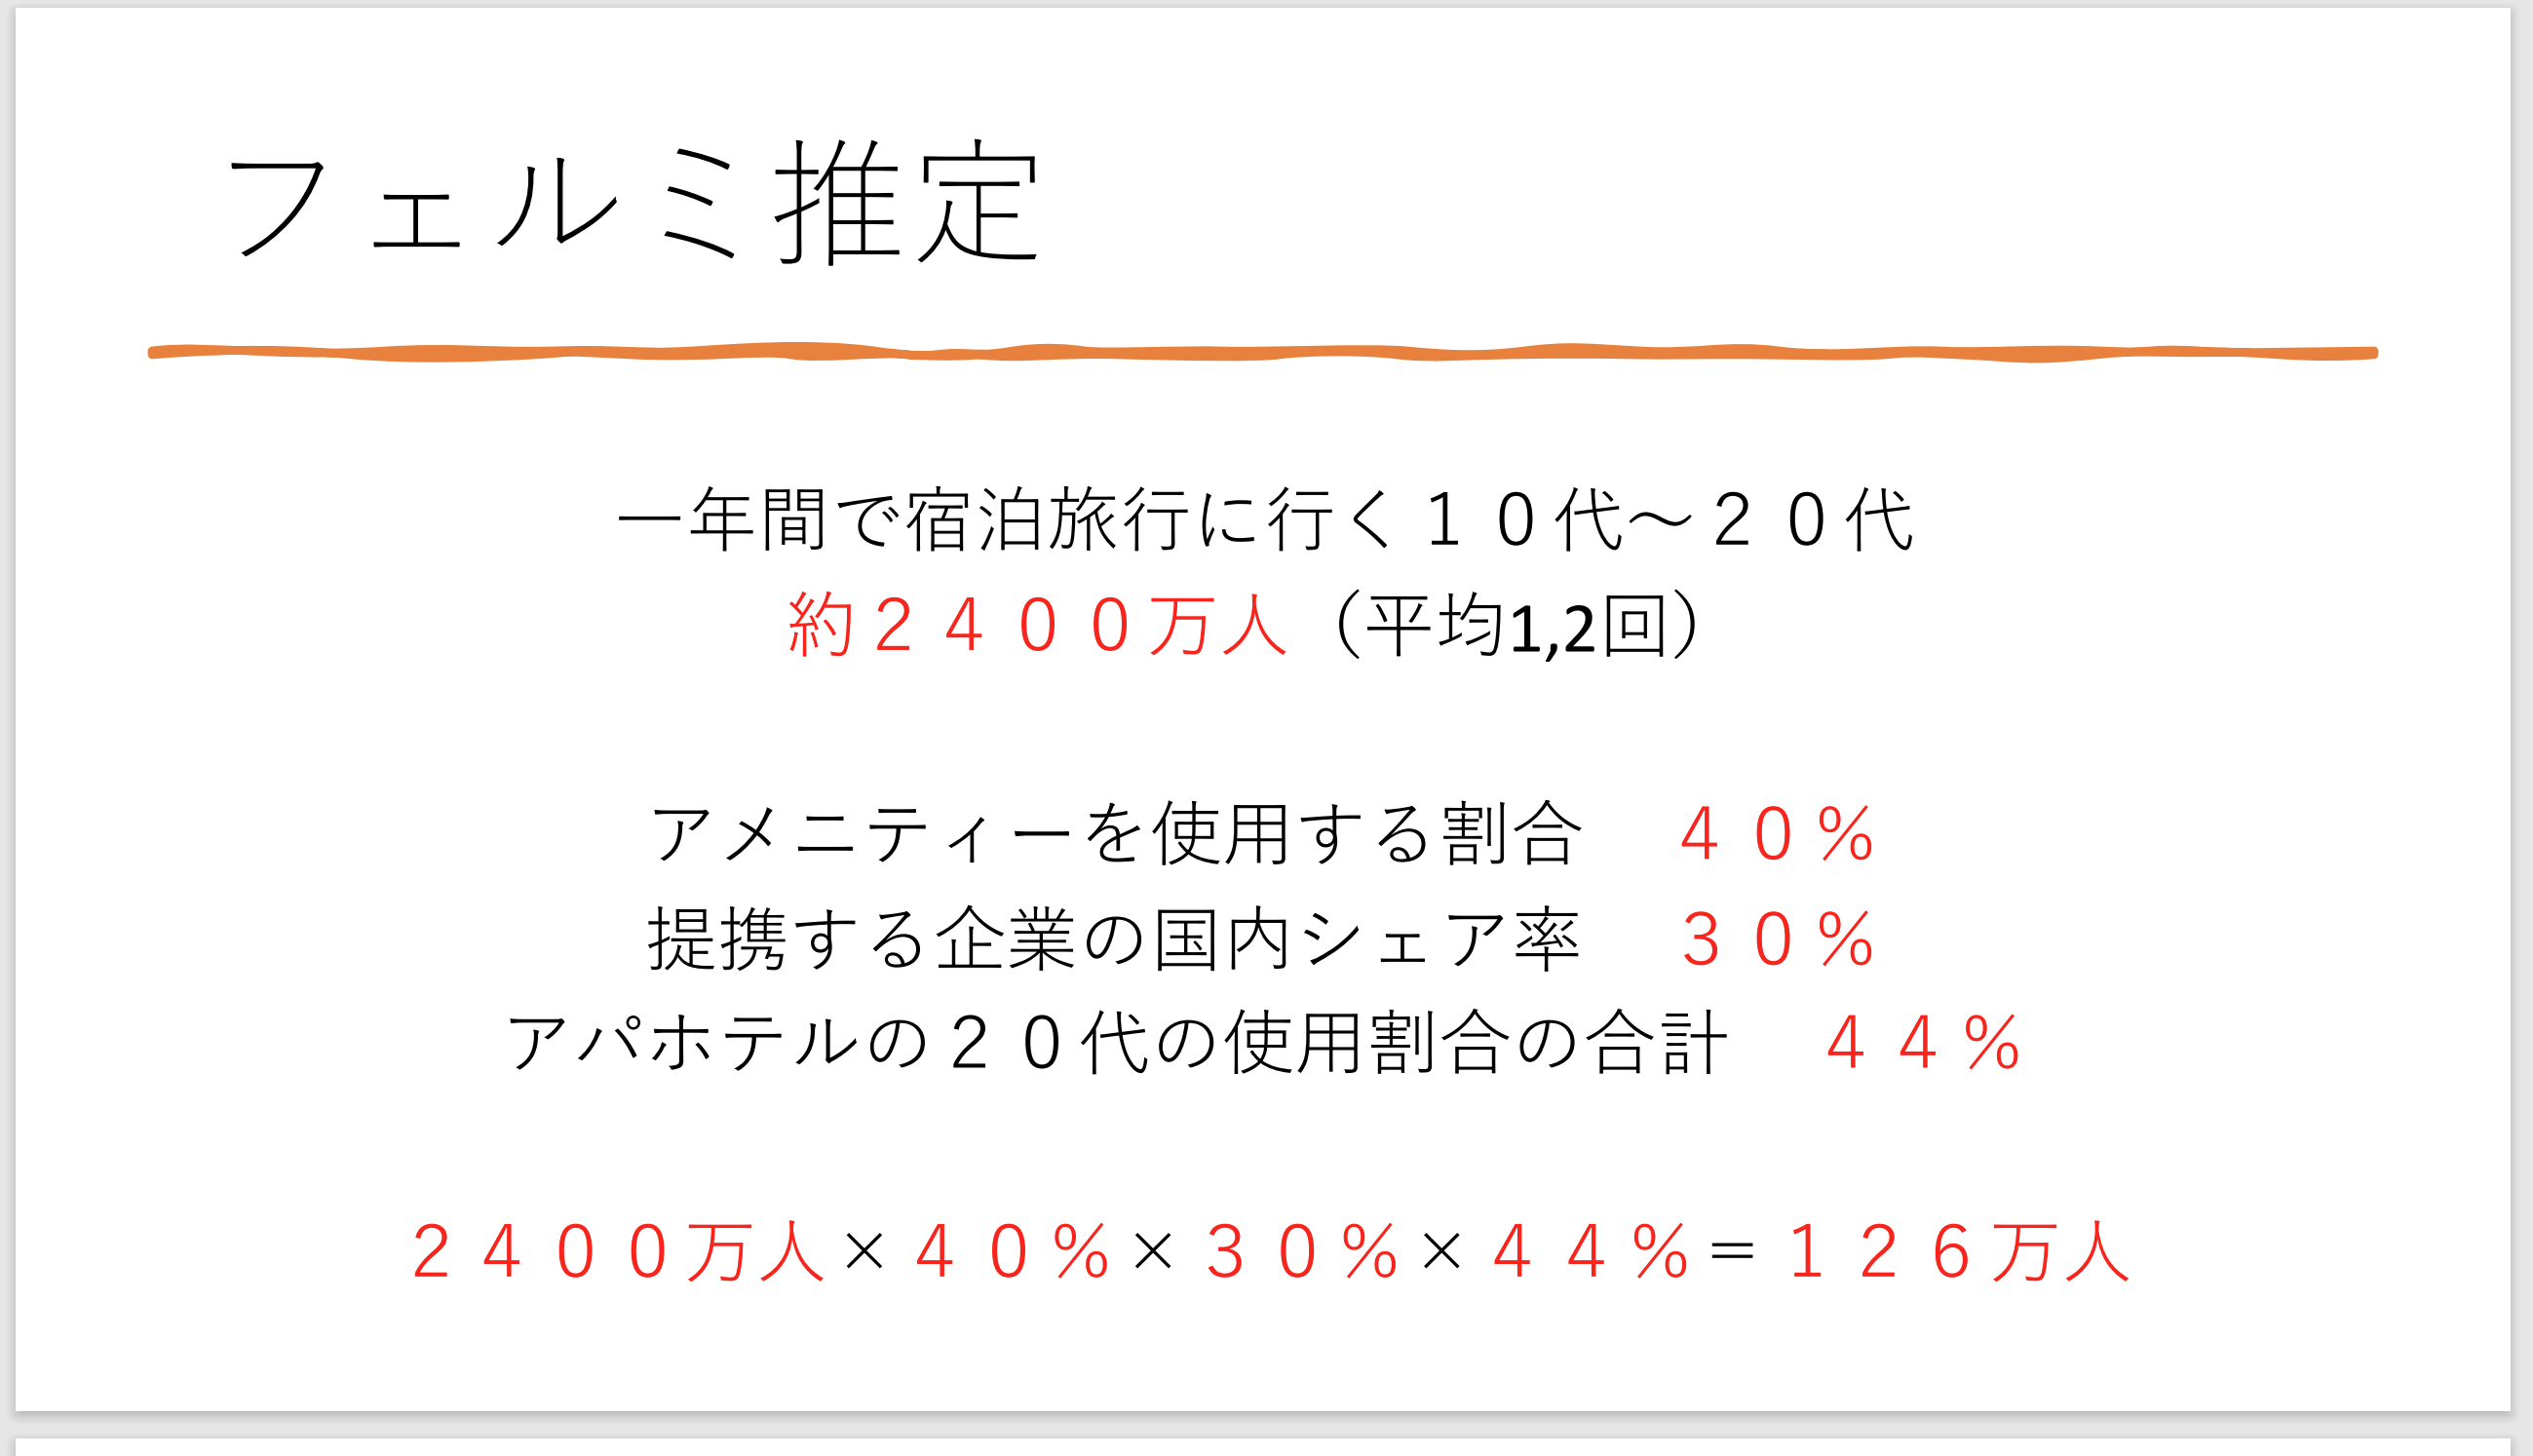 フェルミ推定
一年間で宿泊旅行に行く１０代～２０代
約２４００万人（平均1,2回）
アメニティーを使用する割合　４０％
提携する企業の国内シェア率　３０％
アパホテルの２０代の使用割合の合計　４４％
２４００万人×４０％×３０％×４４％＝１２６万人